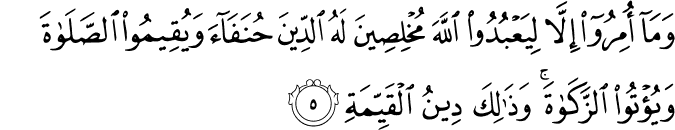 وَمَآ أُمِرُوٓا۟ إِلَّا لِيَعْبُدُوا۟ ٱللَّهَ مُخْلِصِينَ لَهُ ٱلدِّينَ حُنَفَآءَ وَيُقِيمُوا۟ ٱلصَّلَوٰةَ
وَيُؤْتُوا۟ ٱلزَّكَوٰةَ ۚ وَذَٰلِكَ دِينُ ٱلْقَيِّمَةِ ٥